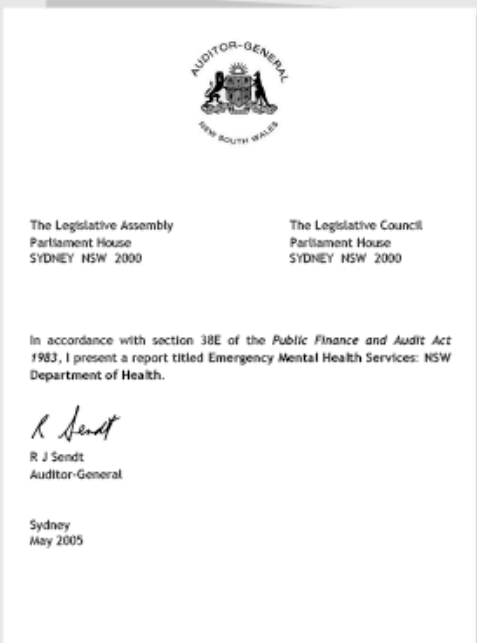 AUDITOR-GENERAL
NEW SOUTH WALES
The Legislative Assembly
Parliament House
SYDNEY NSW 2000
The Legislative Council
Parliament House
SYDNEY NSW 2000
In accordance with section 38E of the Public Finance and Audit Act
1983, I present a report titled Emergency Mental Health Services: NSW
Department of Health.
R Sendt
R J Sendt
Auditor-General
Sydney
May 2005